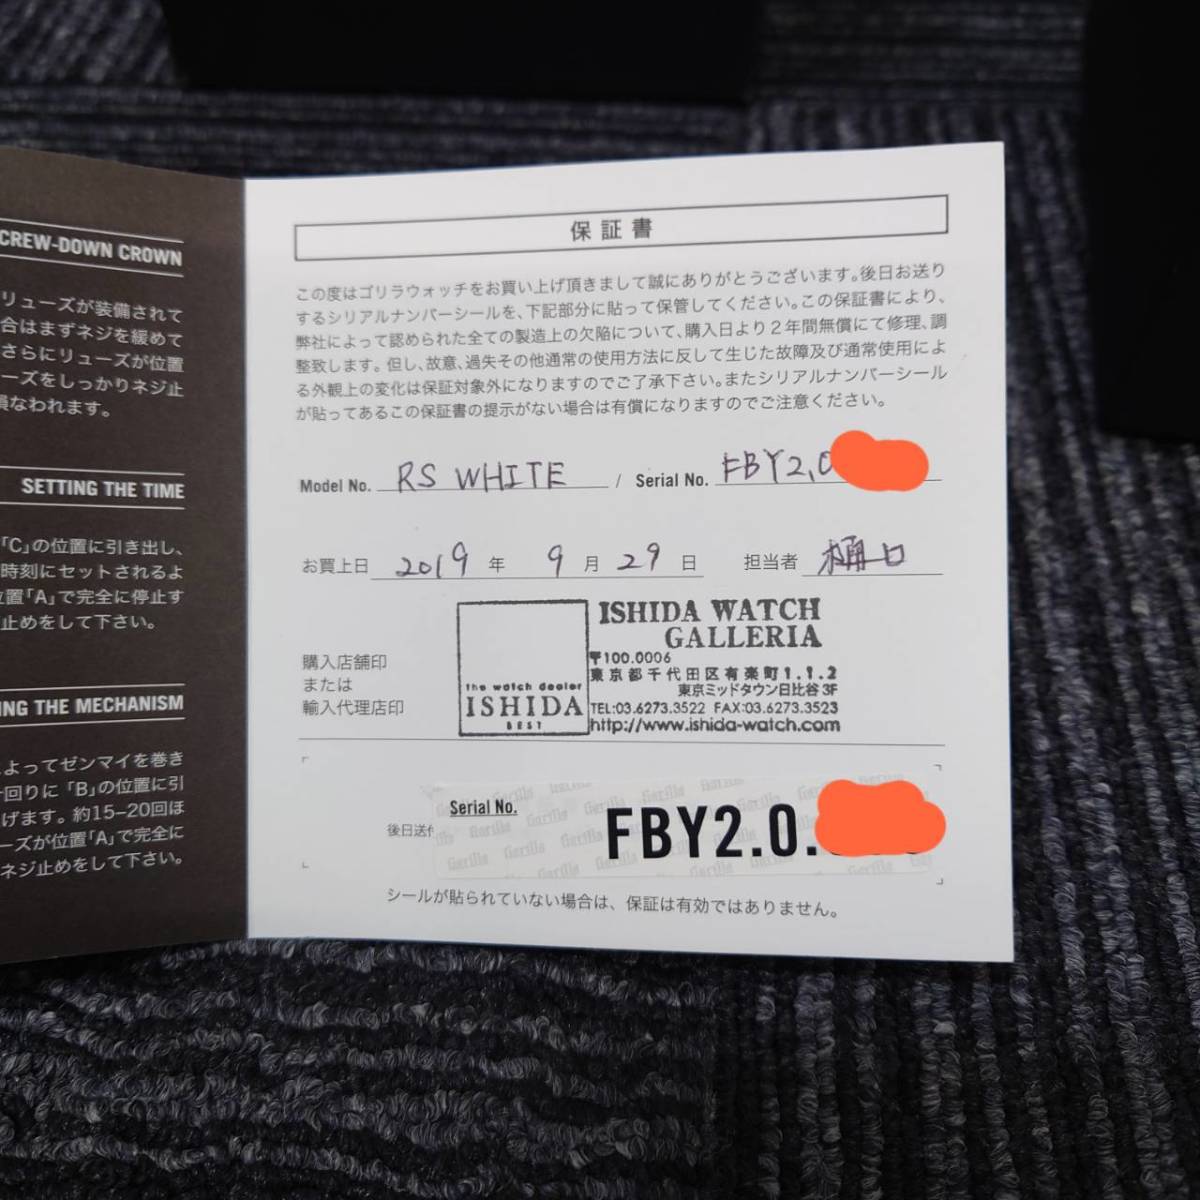 CREW-DOWN CROWN
リューズが装備されて
合はまずネジを緩めて
さらにリューズが位置
ーズをしっかりネジ止
損なわれます。
SETTING THE TIME
「C」の位置に引き出し、
時刻にセットされるよ
位置「A」で完全に停止す
止めをして下さい。
ING THE MECHANISM
よってゼンマイを巻き
計回りに「B」の位置に引
げます。約15–20回ほ
ーズが位置「A」で完全に
ネジ止めをして下さい。
保証書
この度はゴリラウォッチをお買い上げ頂きまして誠にありがとうございます。後日お送り
するシリアルナンバーシールを、下記部分に貼って保管してください。この保証書により、
弊社によって認められた全ての製造上の欠陥について、購入日より2年間無償にて修理、調
整致します。但し、故意、過失その他通常の使用方法に反して生じた故障及び通常使用によ
る外観上の変化は保証対象外になりますのでご了承下さい。またシリアルナンバーシール
が貼ってあるこの保証書の提示がない場合は有償になりますのでご注意ください。
Model No. RS WHITE / Serial No. FBY2.0
お買上日 2019 年 9 月 29 日 担当者 樋口
購入店舗印
または
輸入代理店印
the watch dealer
ISHIDA
BEST
ISHIDA WATCH
GALLERIA
〒100.0006
東京都千代田区有楽町1.1.2
東京ミッドタウン日比谷3F
TEL:03.6273.3522 FAX:03.6273.3523
http://www.ishida-watch.com
後日送付
Serial No.
FBY2.0.
Gorilla Gorilla Gorilla Gorilla
シールが貼られていない場合は、保証は有効ではありません。